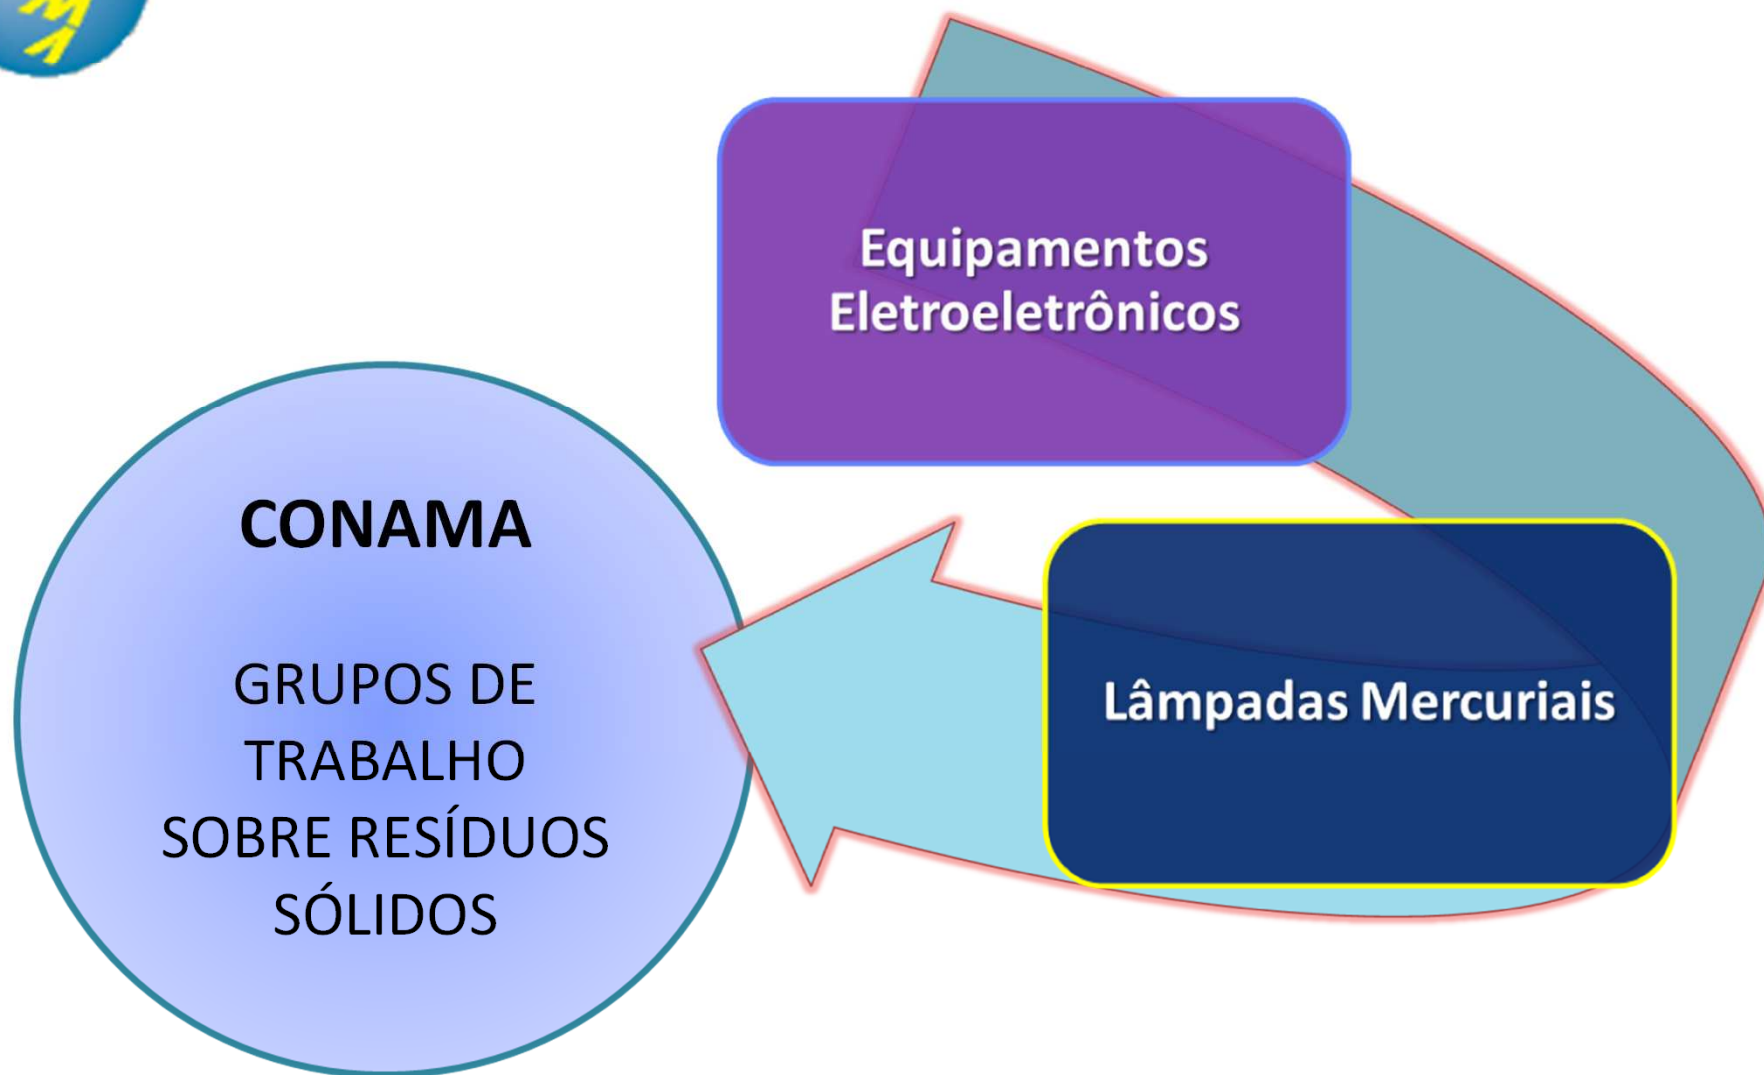 Equipamentos
Eletroeletrônicos
CONAMA
GRUPOS DE
TRABALHO
SOBRE RESÍDUOS
SÓLIDOS
Lâmpadas Mercuriais